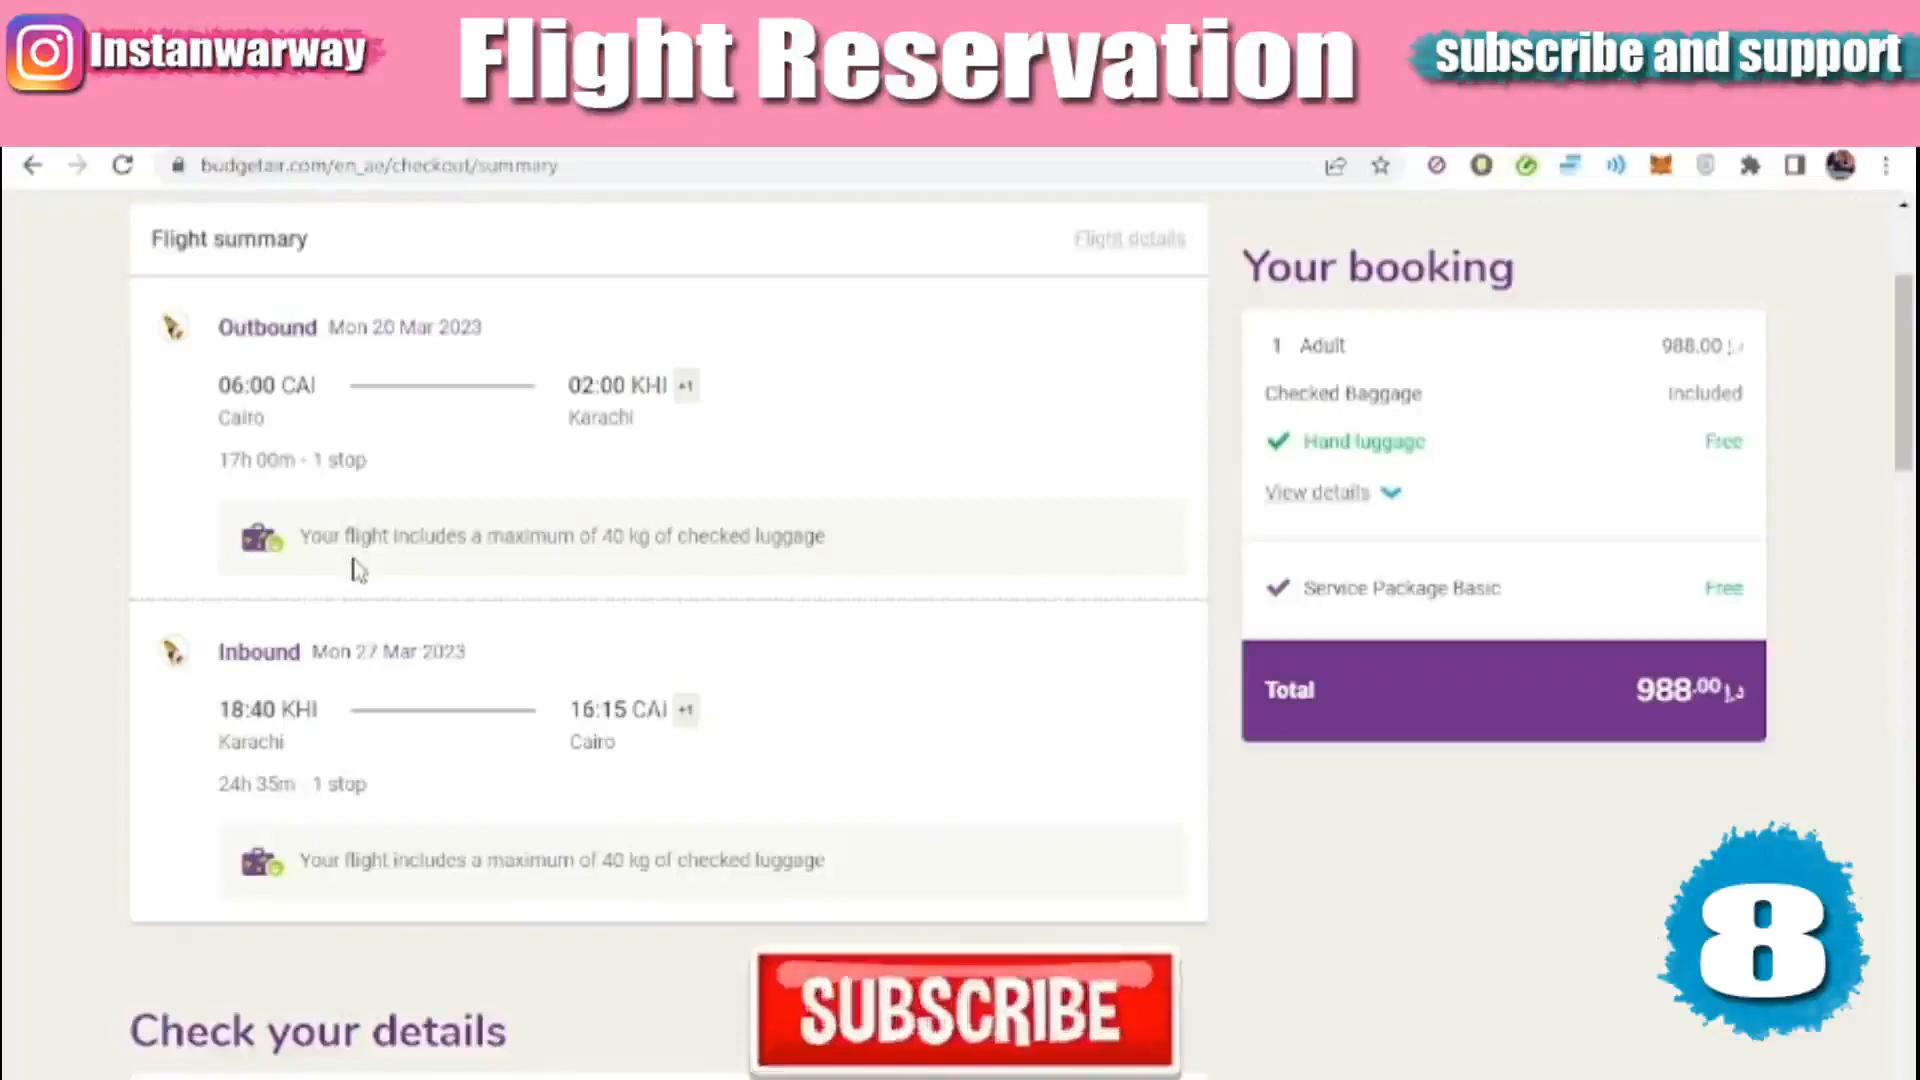 Instanwarway
Flight Reservation
subscribe and support
budgetair.com/en_ae/checkout/summary
Flight summary
Flight details
Outbound Mon 20 Mar 2023
06:00 CAI
02:00 KHI +1
Cairo
Karachi
17h 00m - 1 stop
Your flight includes a maximum of 40 kg of checked luggage
Inbound Mon 27 Mar 2023
18:40 KHI
16:15 CAI +1
Karachi
Cairo
24h 35m 1 stop
Your flight includes a maximum of 40 kg of checked luggage
Your booking
1 Adult 988.00 د.إ
Checked Baggage Included
Hand luggage Free
View details
Service Package Basic Free
Total 988.00 د.إ
8
Check your details
SUBSCRIBE